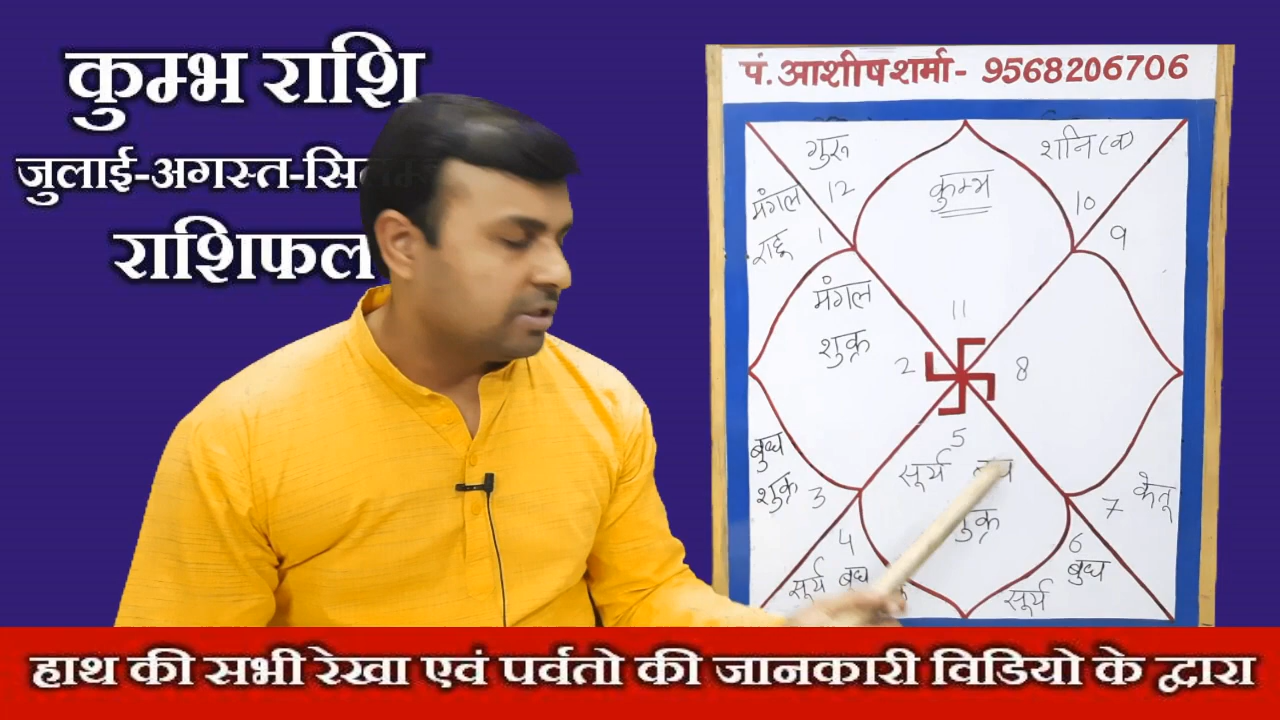 कुम्भ राशि
जुलाई-अगस्त-सि
राशिफल
पं. आशीष शर्मा - 9568206706
गुरु
शनि (व)
कुम्भ
मंगल 12
10
राहू 1
9
मंगल
शुक्र
11
2
8
5
बुध
सूर्य
शुक्र 3
7 केतू
4
6
सूर्य बुध
बुध
सूर्य
हाथ की सभी रेखा एवं पर्वतो की जानकारी विडियो के द्वारा